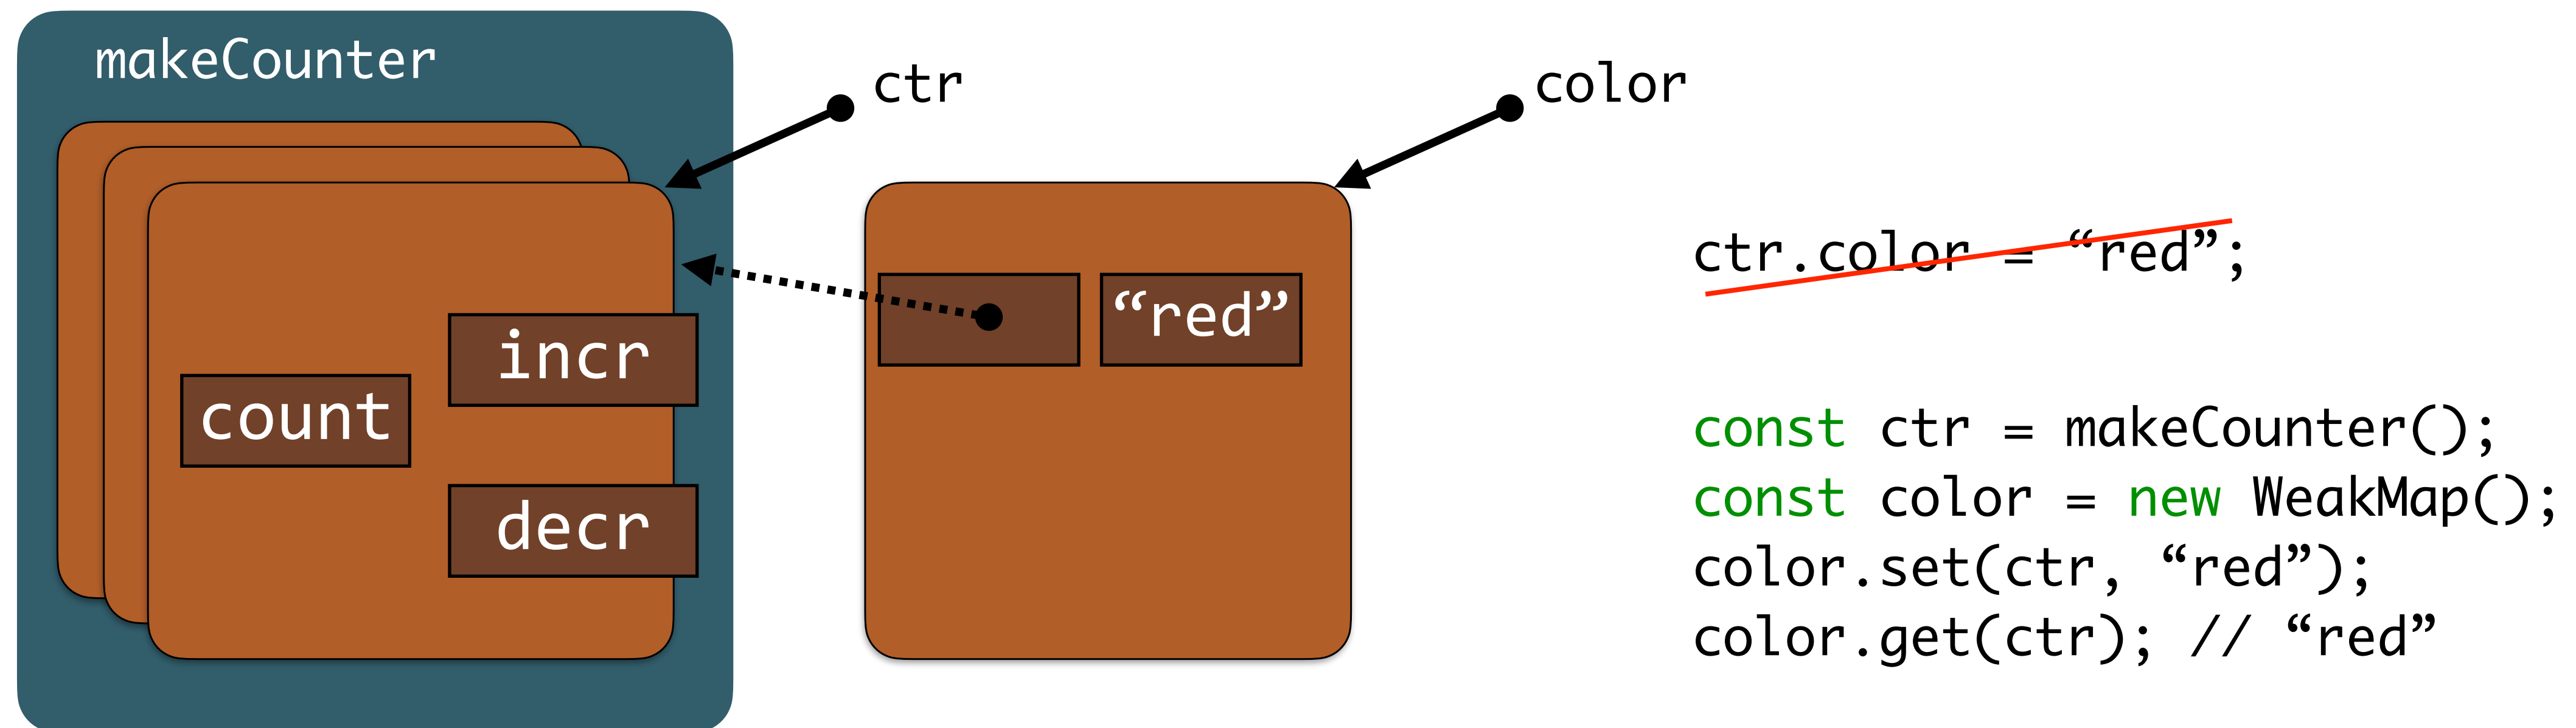 makeCounter
ctr
color
incr
count
decr
“red”
ctr.color = “red”;
const ctr = makeCounter();
const color = new WeakMap();
color.set(ctr, “red”);
color.get(ctr); // “red”